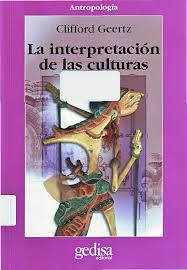 Antropología
Clifford Geertz
La interpretación
de las culturas
gedisa
editorial